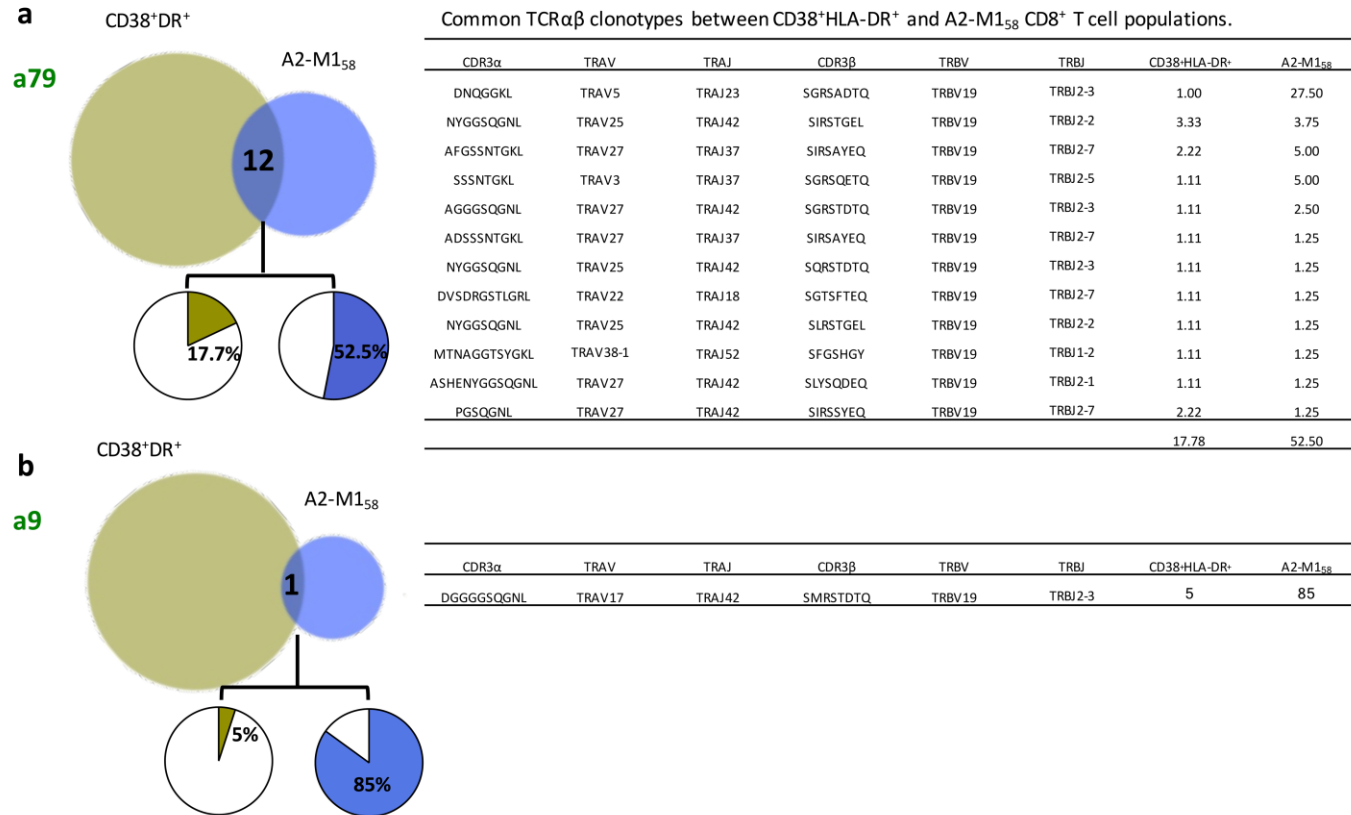 a
CD38⁺DR⁺
A2-M1₅₈
a79
12
17.7%
52.5%
Common TCRαβ clonotypes between CD38⁺HLA-DR⁺ and A2-M1₅₈ CD8⁺ T cell populations.
CDR3α TRAV TRAJ CDR3β TRBV TRBJ CD38⁺HLA-DR⁺ A2-M1₅₈
DNQGGKL TRAV5 TRAJ23 SGRSADTQ TRBV19 TRBJ2-3 1.00 27.50
NYGGSQGNL TRAV25 TRAJ42 SIRSTGEL TRBV19 TRBJ2-2 3.33 3.75
AFGSSNTGKL TRAV27 TRAJ37 SIRSAYEQ TRBV19 TRBJ2-7 2.22 5.00
SSSNTGKL TRAV3 TRAJ37 SGRSQETQ TRBV19 TRBJ2-5 1.11 5.00
AGGGSQGNL TRAV27 TRAJ42 SGRSTDTQ TRBV19 TRBJ2-3 1.11 2.50
ADSSSNTGKL TRAV27 TRAJ37 SIRSAYEQ TRBV19 TRBJ2-7 1.11 1.25
NYGGSQGNL TRAV25 TRAJ42 SQRSTDTQ TRBV19 TRBJ2-3 1.11 1.25
DVSDRGSTLGRL TRAV22 TRAJ18 SGTSFTEQ TRBV19 TRBJ2-7 1.11 1.25
NYGGSQGNL TRAV25 TRAJ42 SLRSTGEL TRBV19 TRBJ2-2 1.11 1.25
MTNAGGTSYGKL TRAV38-1 TRAJ52 SFGSHGY TRBV19 TRBJ1-2 1.11 1.25
ASHENYGGSQGNL TRAV27 TRAJ42 SLYSQDEQ TRBV19 TRBJ2-1 1.11 1.25
PGSQGNL TRAV27 TRAJ42 SIRSSYEQ TRBV19 TRBJ2-7 2.22 1.25
17.78 52.50
b
CD38⁺DR⁺
A2-M1₅₈
a9
1
5%
85%
CDR3α TRAV TRAJ CDR3β TRBV TRBJ CD38⁺HLA-DR⁺ A2-M1₅₈
DGGGGSQGNL TRAV17 TRAJ42 SMRSTDTQ TRBV19 TRBJ2-3 5 85